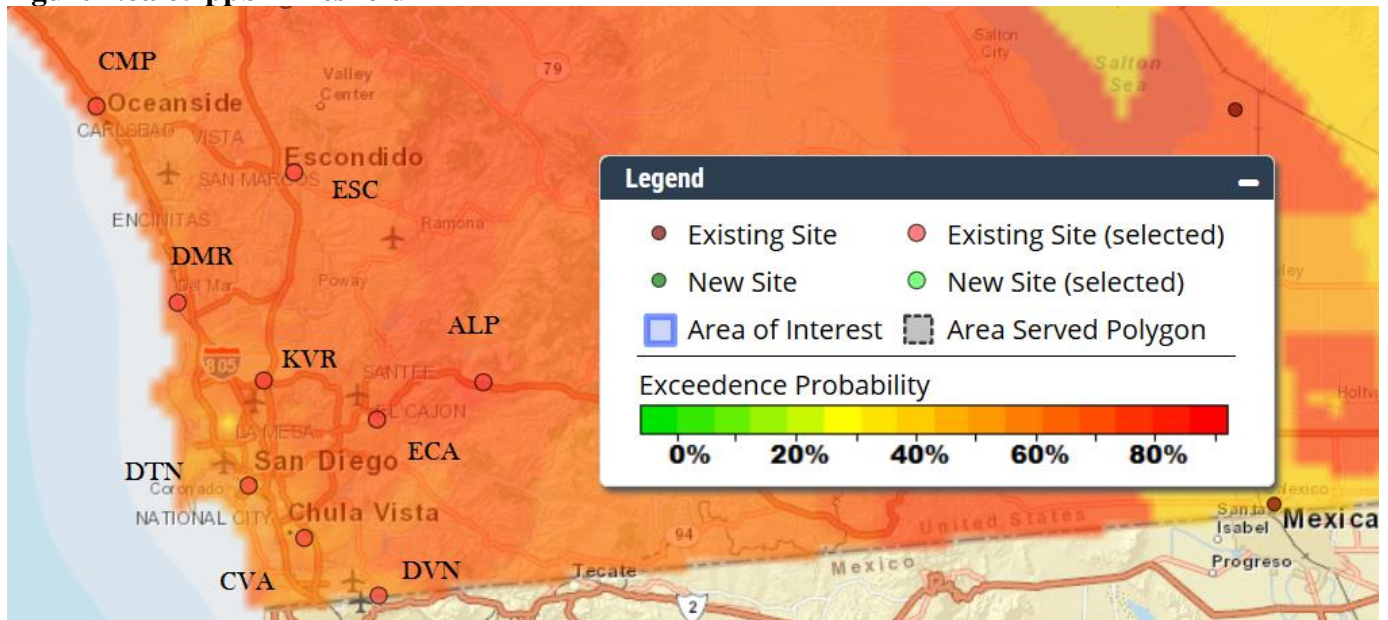 CMP
Oceanside
CARLSBAD
VISTA
Valley
Center
79
Salton
City
Salton
Sea
Escondido
SAN MARCOS
ESC
ENCINITAS
Ramona
DMR
Del Mar
Poway
ALP
805
KVR
SANTEE
EL CAJON
LA MESA
ECA
San Diego
DTN
Coronado
NATIONAL CITY
Chula Vista
94
United States
CVA
DVN
Tecate
Mexico
2
Legend
Existing Site
Existing Site (selected)
New Site
New Site (selected)
Area of Interest
Area Served Polygon
Exceedence Probability
0% 20% 40% 60% 80%
Mexico
Santa
Isabel
Mexica
Progreso